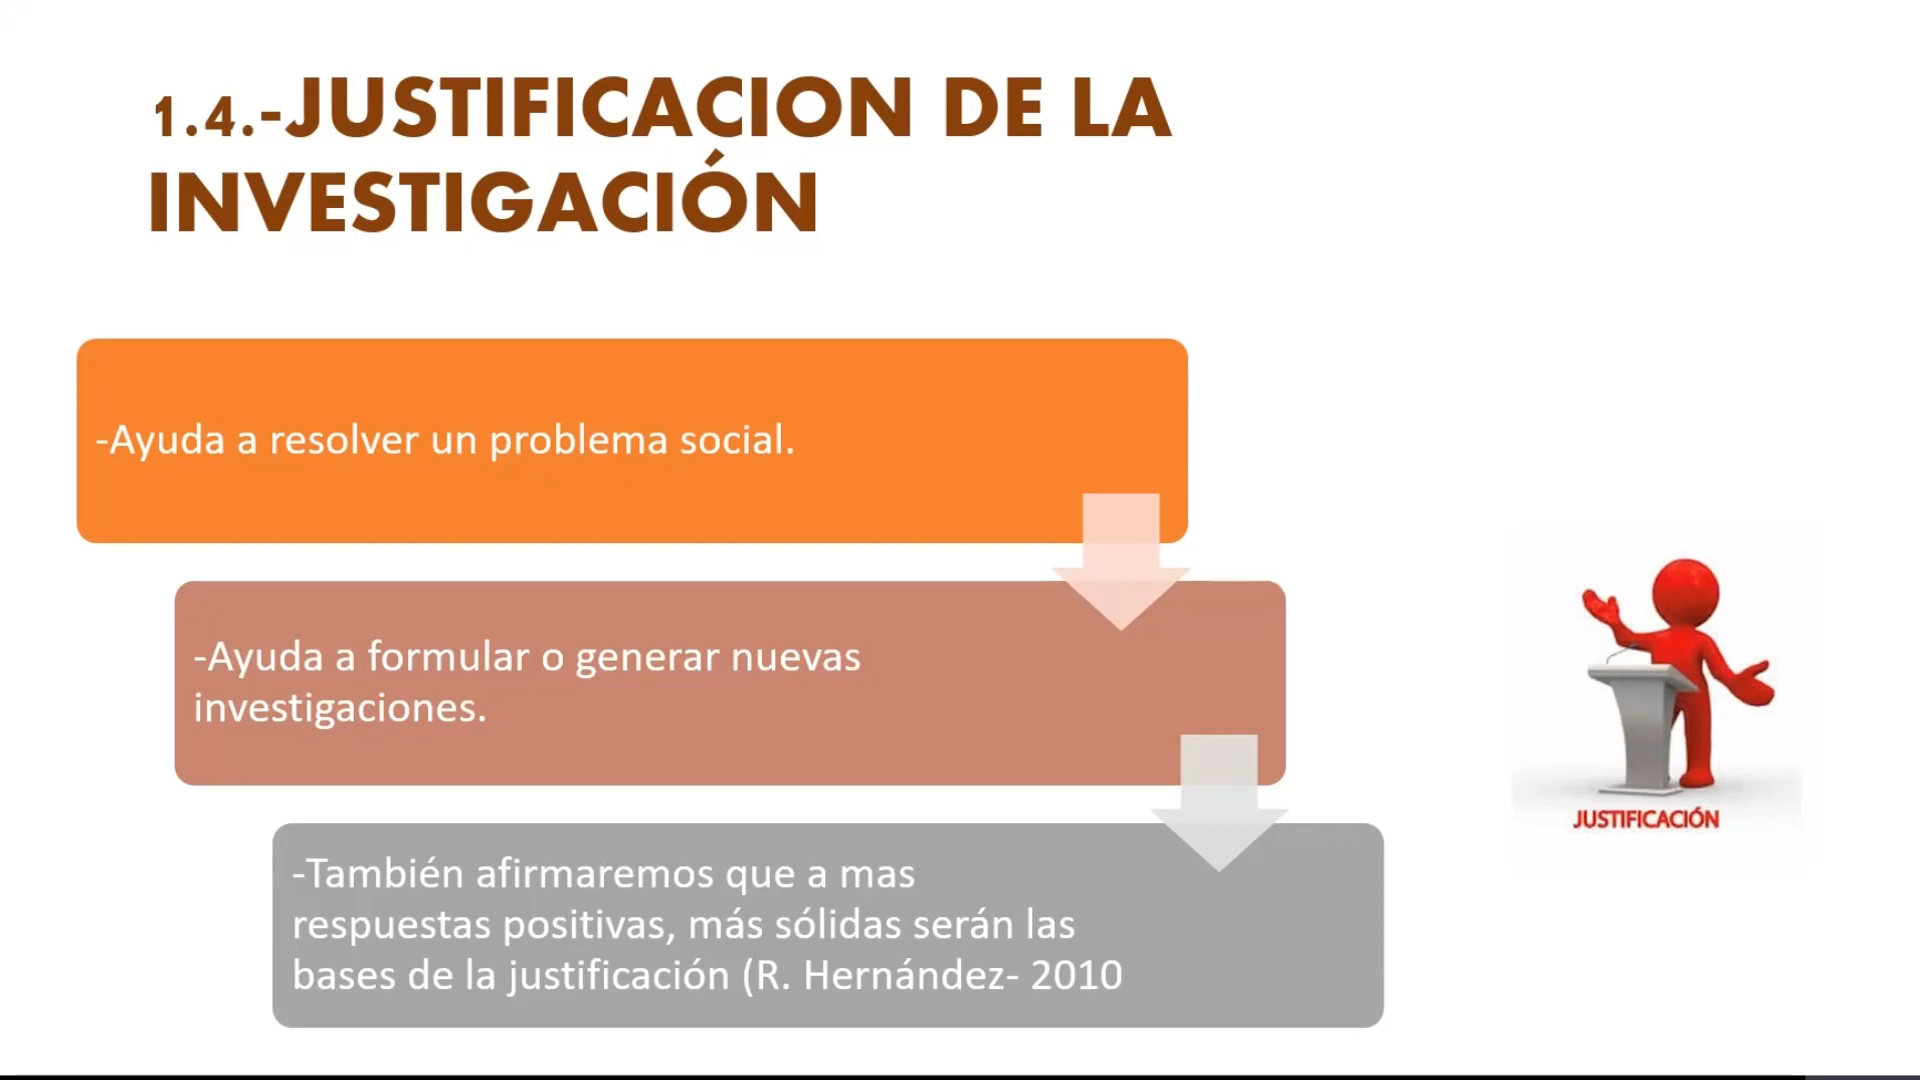 1.4.-JUSTIFICACION DE LA
INVESTIGACIÓN
-Ayuda a resolver un problema social.
-Ayuda a formular o generar nuevas
investigaciones.
-También afirmaremos que a mas
respuestas positivas, más sólidas serán las
bases de la justificación (R. Hernández- 2010
JUSTIFICACIÓN